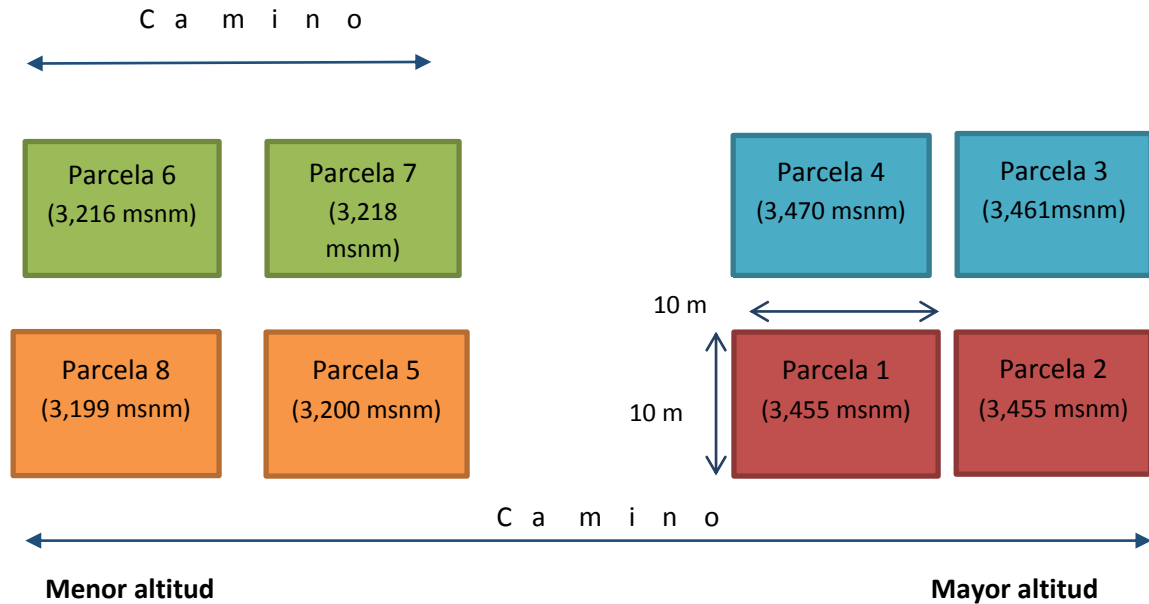 C a m i n o
Parcela 6
(3,216 msnm)
Parcela 7
(3,218
msnm)
Parcela 4
(3,470 msnm)
Parcela 3
(3,461msnm)
10 m
10 m
Parcela 8
(3,199 msnm)
Parcela 5
(3,200 msnm)
Parcela 1
(3,455 msnm)
Parcela 2
(3,455 msnm)
C a m i n o
Menor altitud
Mayor altitud